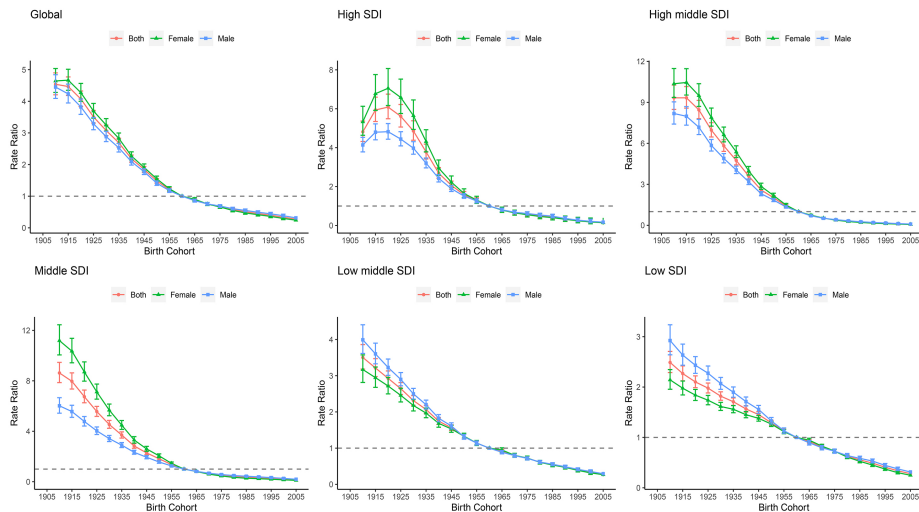 Global
Both Female Male
Rate Ratio
5
4
3
2
1
0
1905 1915 1925 1935 1945 1955 1965 1975 1985 1995 2005
Birth Cohort
High SDI
Both Female Male
Rate Ratio
8
6
4
2
0
1905 1915 1925 1935 1945 1955 1965 1975 1985 1995 2005
Birth Cohort
High middle SDI
Both Female Male
Rate Ratio
12
9
6
3
0
1905 1915 1925 1935 1945 1955 1965 1975 1985 1995 2005
Birth Cohort
Middle SDI
Both Female Male
Rate Ratio
12
8
4
0
1905 1915 1925 1935 1945 1955 1965 1975 1985 1995 2005
Birth Cohort
Low middle SDI
Both Female Male
Rate Ratio
4
3
2
1
0
1905 1915 1925 1935 1945 1955 1965 1975 1985 1995 2005
Birth Cohort
Low SDI
Both Female Male
Rate Ratio
3
2
1
0
1905 1915 1925 1935 1945 1955 1965 1975 1985 1995 2005
Birth Cohort